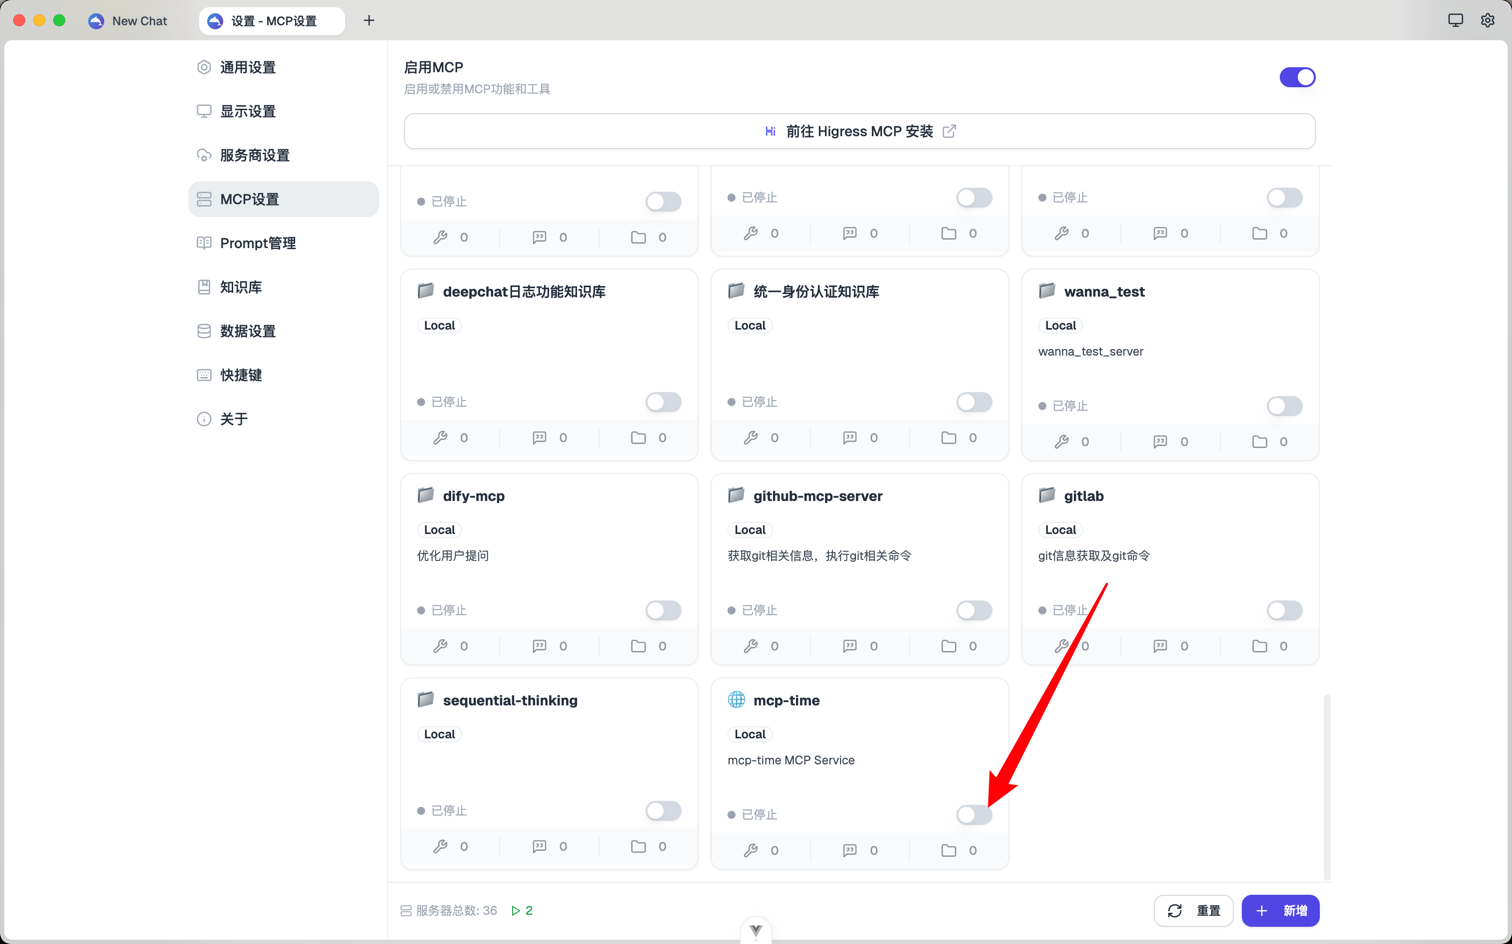 New Chat
设置 - MCP设置
通用设置
显示设置
服务商设置
MCP设置
Prompt管理
知识库
数据设置
快捷键
关于
启用MCP
启用或禁用MCP功能和工具
Hi 前往 Higress MCP 安装
已停止
0 0 0
已停止
0 0 0
已停止
0 0 0
deepchat日志功能知识库
Local
已停止
0 0 0
统一身份认证知识库
Local
已停止
0 0 0
wanna_test
Local
wanna_test_server
已停止
0 0 0
dify-mcp
Local
优化用户提问
已停止
0 0 0
github-mcp-server
Local
获取git相关信息，执行git相关命令
已停止
0 0 0
gitlab
Local
git信息获取及git命令
已停止
0 0 0
sequential-thinking
Local
已停止
0 0 0
mcp-time
Local
mcp-time MCP Service
已停止
0 0 0
服务器总数: 36 2
重置
新增